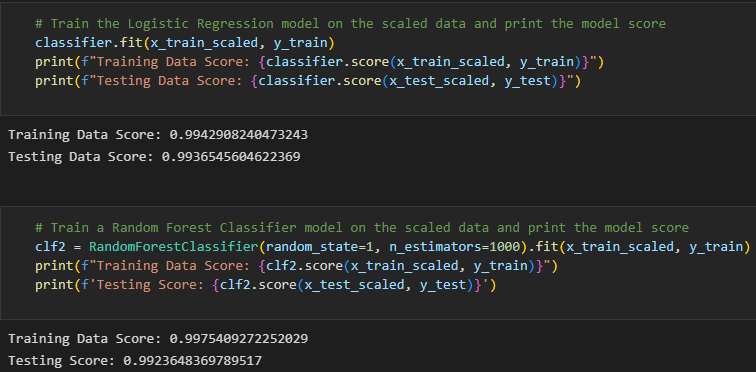 # Train the Logistic Regression model on the scaled data and print the model score
classifier.fit(x_train_scaled, y_train)
print(f"Training Data Score: {classifier.score(x_train_scaled, y_train)}")
print(f"Testing Data Score: {classifier.score(x_test_scaled, y_test)}")
Training Data Score: 0.9942908240473243
Testing Data Score: 0.9936545604622369
# Train a Random Forest Classifier model on the scaled data and print the model score
clf2 = RandomForestClassifier(random_state=1, n_estimators=1000).fit(x_train_scaled, y_train)
print(f"Training Data Score: {clf2.score(x_train_scaled, y_train)}")
print(f'Testing Score: {clf2.score(x_test_scaled, y_test)}')
Training Data Score: 0.9975409272252029
Testing Score: 0.9923648369789517